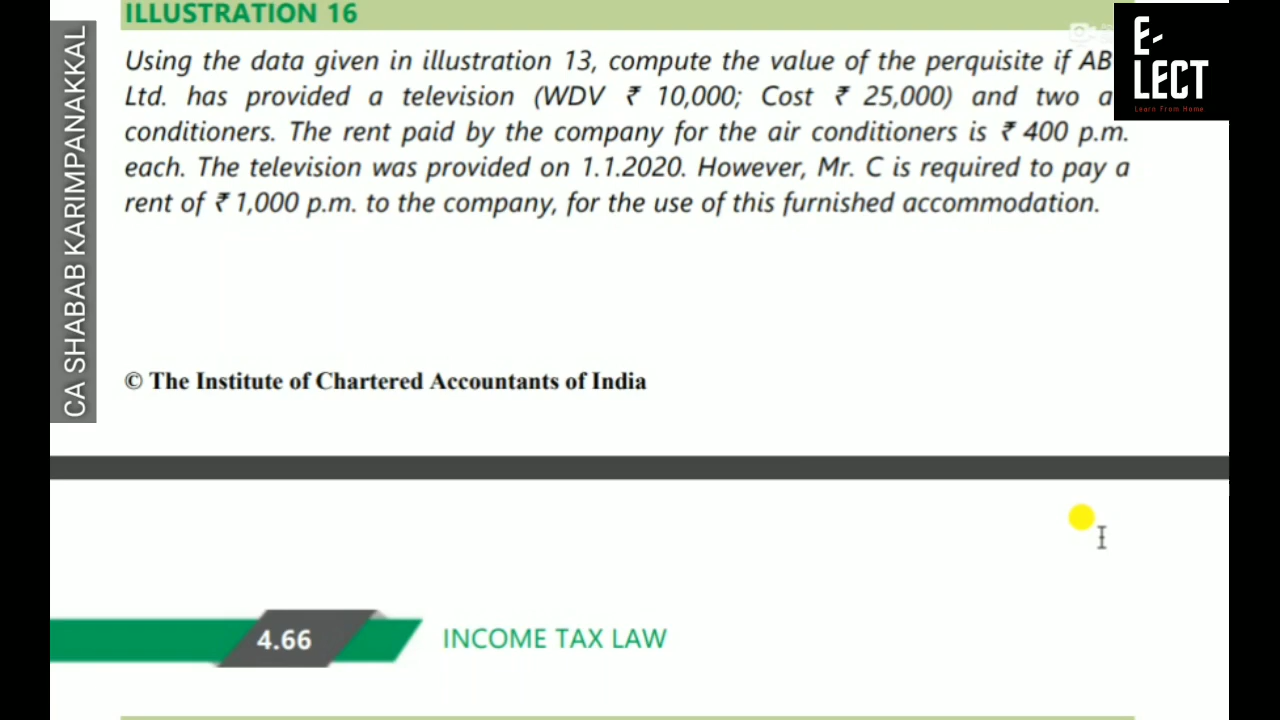 ILLUSTRATION 16
Using the data given in illustration 13, compute the value of the perquisite if AB
Ltd. has provided a television (WDV ₹ 10,000; Cost ₹ 25,000) and two a
conditioners. The rent paid by the company for the air conditioners is ₹ 400 p.m.
each. The television was provided on 1.1.2020. However, Mr. C is required to pay a
rent of ₹ 1,000 p.m. to the company, for the use of this furnished accommodation.
© The Institute of Chartered Accountants of India
4.66 INCOME TAX LAW
CA SHABAB KARIMPANAKKAL
E-
LECT
Learn From Home